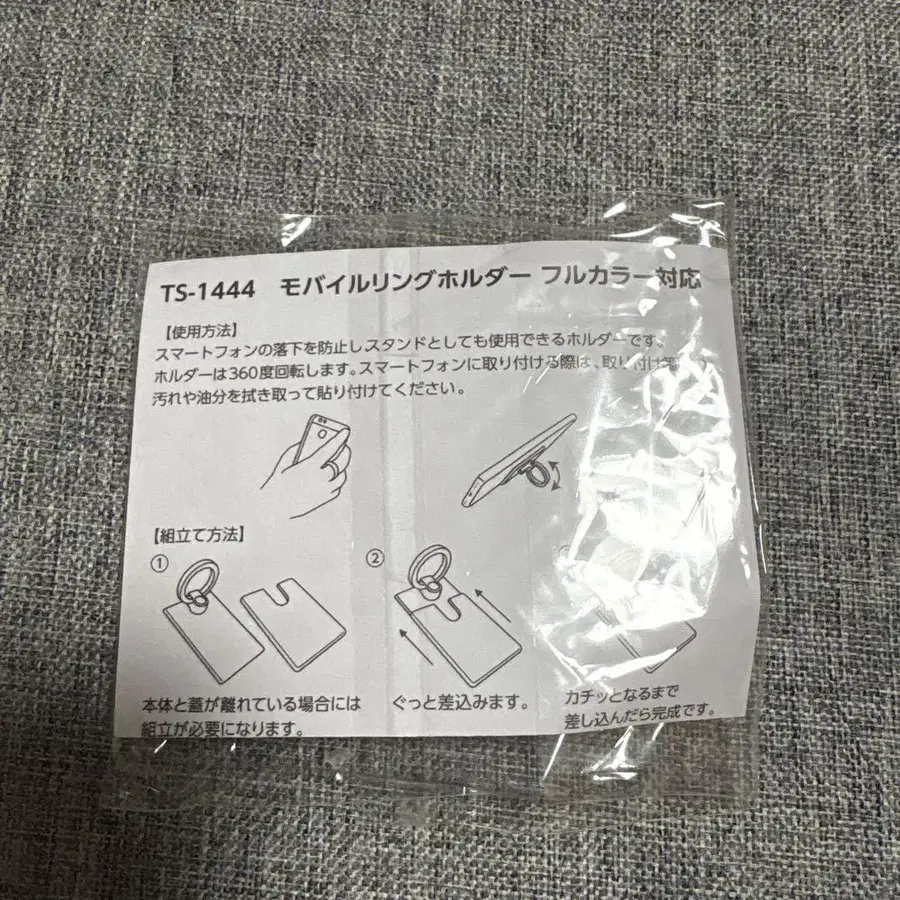 TS-1444 モバイルリングホルダー フルカラー対応
【使用方法】
スマートフォンの落下を防止しスタンドとしても使用できるホルダーです。
ホルダーは360度回転します。スマートフォンに取り付ける際は、取り付け
汚れや油分を拭き取って貼り付けてください。
【組立て方法】
① ②
本体と蓋が離れている場合には
組立が必要になります。
ぐっと差込みます。
カチッとなるまで
差し込んだら完成です。